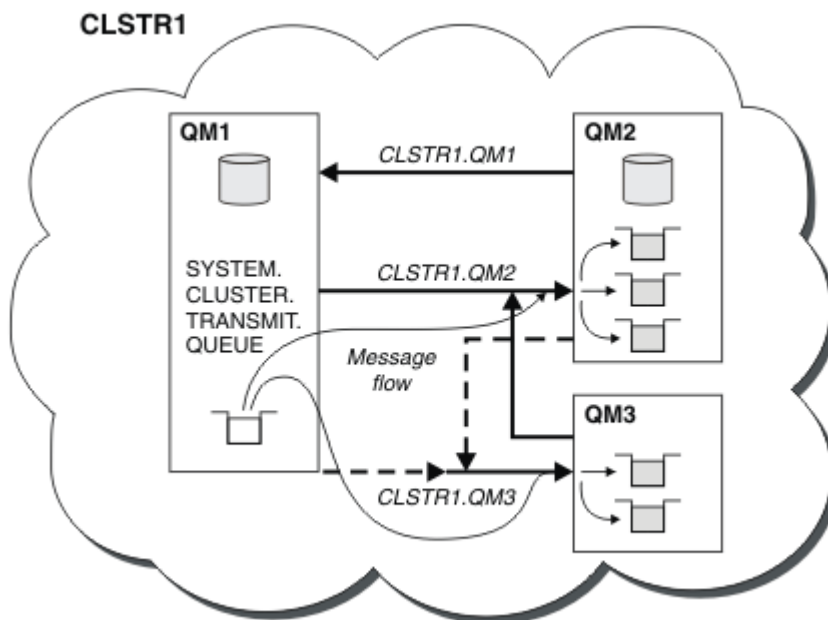 CLSTR1
QM1
QM2
CLSTR1.QM1
SYSTEM.
CLUSTER.
TRANSMIT.
QUEUE
CLSTR1.QM2
Message
flow
QM3
CLSTR1.QM3